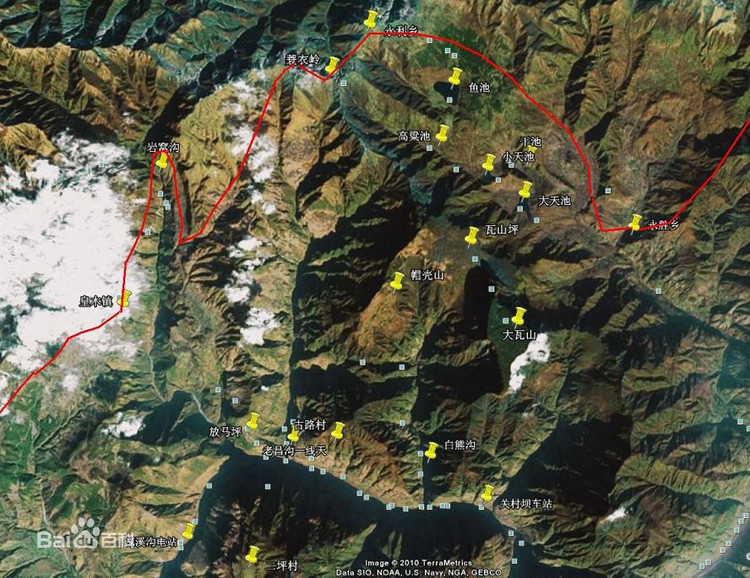 永利乡
蓑衣岭
鱼池
高粱池
干池
岩窝沟
小天池
大天池
永胜乡
瓦山坪
帽壳山
皇木镇
大瓦山
古路村
放马坪
老昌沟一线天
白熊沟
关村坝车站
Baidu百科
溪沟电站
二坪村
Image © 2010 TerraMetrics
Data SIO, NOAA, U.S. Navy, NGA, GEBCO